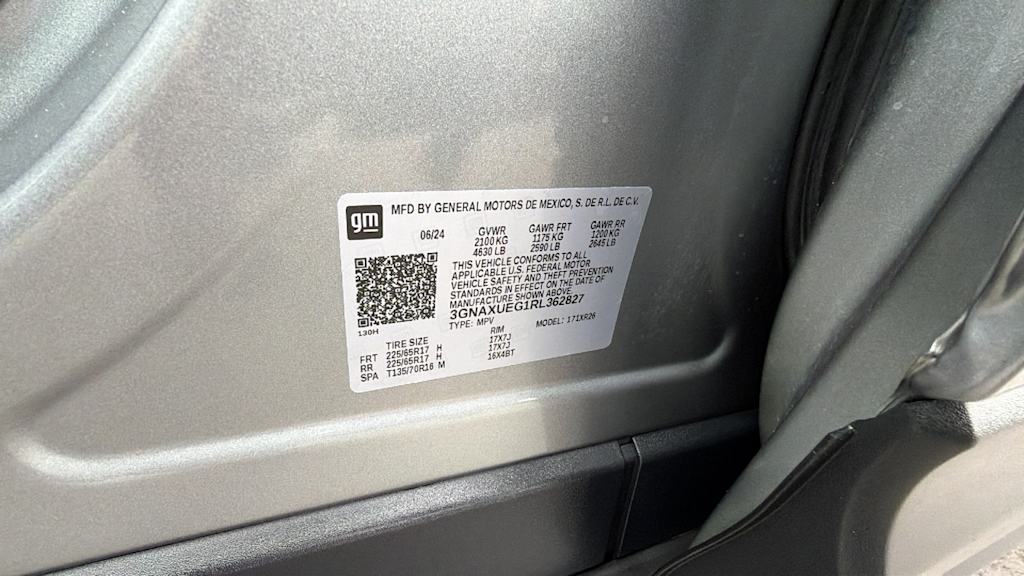 gm
MFD BY GENERAL MOTORS DE MEXICO, S. DE R.L. DE C.V.
06/24 GVWR GAWR FRT GAWR RR
2100 KG 1175 KG 1200 KG
4630 LB 2590 LB 2645 LB
THIS VEHICLE CONFORMS TO ALL
APPLICABLE U.S. FEDERAL MOTOR
VEHICLE SAFETY AND THEFT PREVENTION
STANDARDS IN EFFECT ON THE DATE OF
MANUFACTURE SHOWN ABOVE.
3GNAXUEG1RL362827
TYPE: MPV MODEL: 171XR26
130H
TIRE SIZE RIM
FRT 225/65R17 H 17X7J
RR 225/65R17 H 17X7J
SPA T135/70R16 M 16X4BT